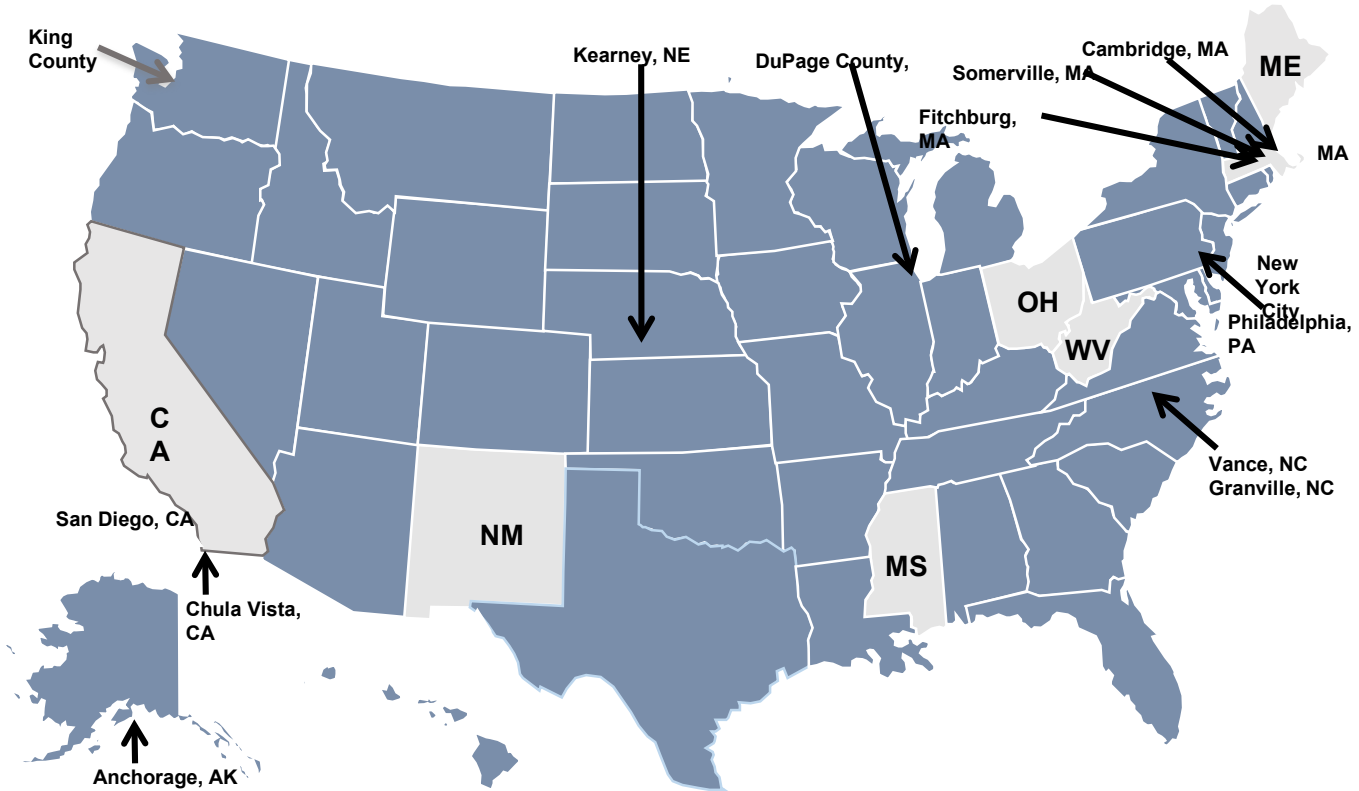 King
County
Kearney, NE
DuPage County,
Cambridge, MA
Somerville, MA
Fitchburg,
MA
ME
MA
New
York
City
Philadelphia,
PA
OH
WV
C
A
Vance, NC
Granville, NC
San Diego, CA
NM
MS
Chula Vista,
CA
Anchorage, AK